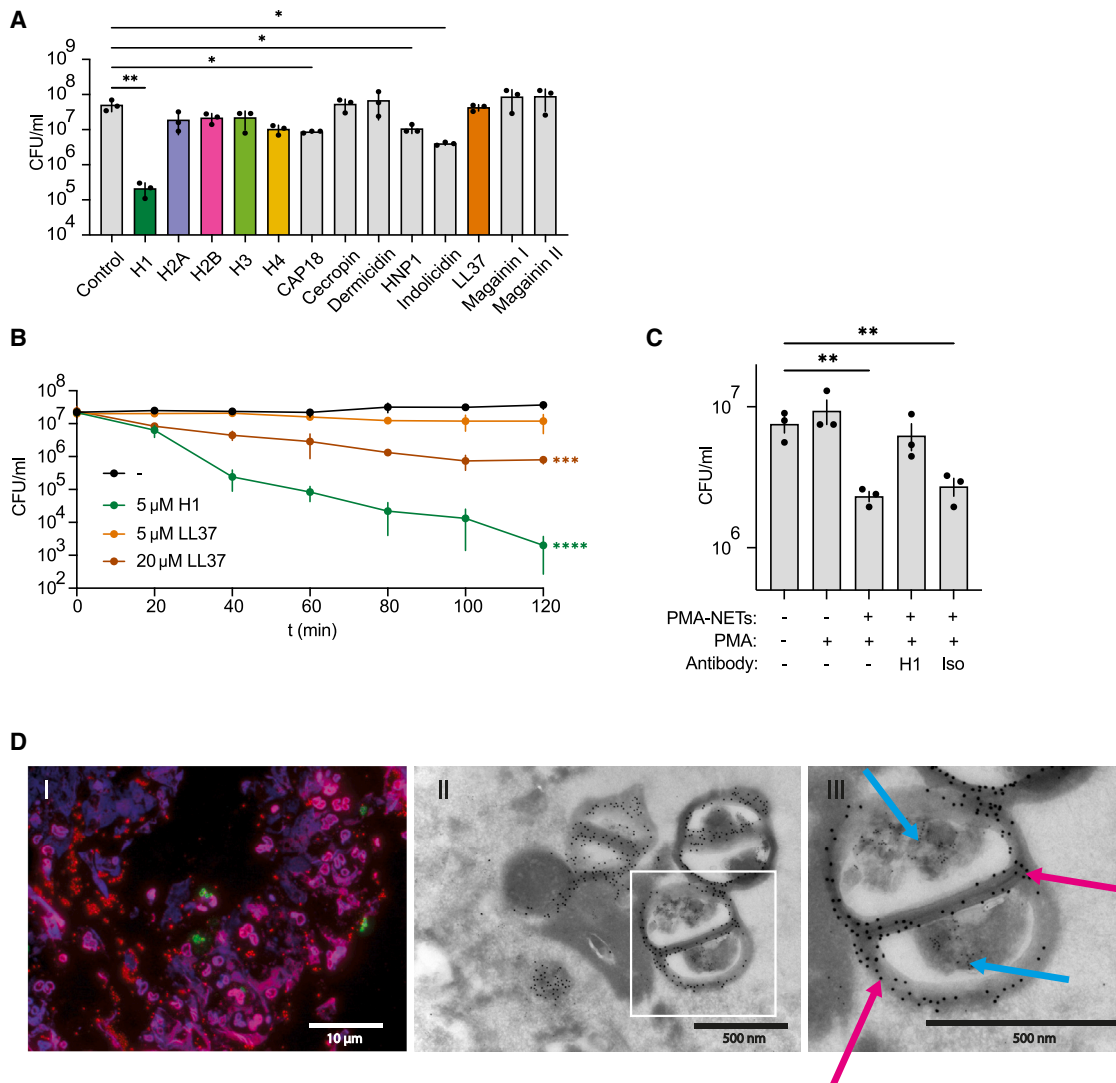 A
*
*
*
**
CFU/ml
10⁹
10⁸
10⁷
10⁶
10⁵
10⁴
Control
H1
H2A
H2B
H3
H4
CAP18
Cecropin
Dermicidin
HNP1
Indolicidin
LL37
Magainin I
Magainin II
B
CFU/ml
10⁸
10⁷
10⁶
10⁵
10⁴
10³
10²
-
5 µM H1
5 µM LL37
20 µM LL37
***
****
0 20 40 60 80 100 120
t (min)
C
**
**
CFU/ml
10⁷
10⁶
PMA-NETs: - - + + +
PMA: - + + + +
Antibody: - - - H1 Iso
D
I
10 µm
II
500 nm
III
500 nm